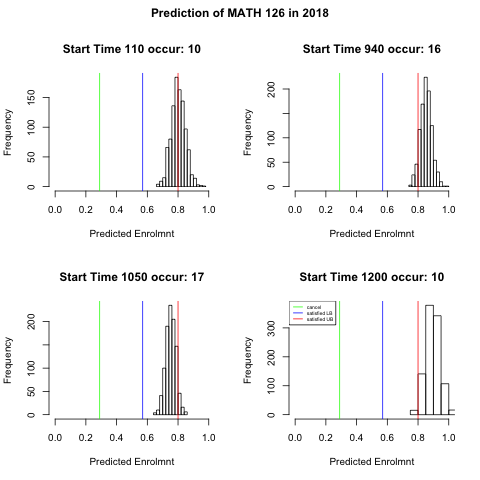 Prediction of MATH 126 in 2018
Start Time 110 occur: 10
Frequency
0 50 100 150
0.0 0.2 0.4 0.6 0.8 1.0
Predicted Enrolmnt
Start Time 940 occur: 16
Frequency
0 50 100 200
0.0 0.2 0.4 0.6 0.8 1.0
Predicted Enrolmnt
Start Time 1050 occur: 17
Frequency
0 50 100 200
0.0 0.2 0.4 0.6 0.8 1.0
Predicted Enrolmnt
Start Time 1200 occur: 10
cancel
satisfied LB
satisfied UB
Frequency
0 100 200 300
0.0 0.2 0.4 0.6 0.8 1.0
Predicted Enrolmnt